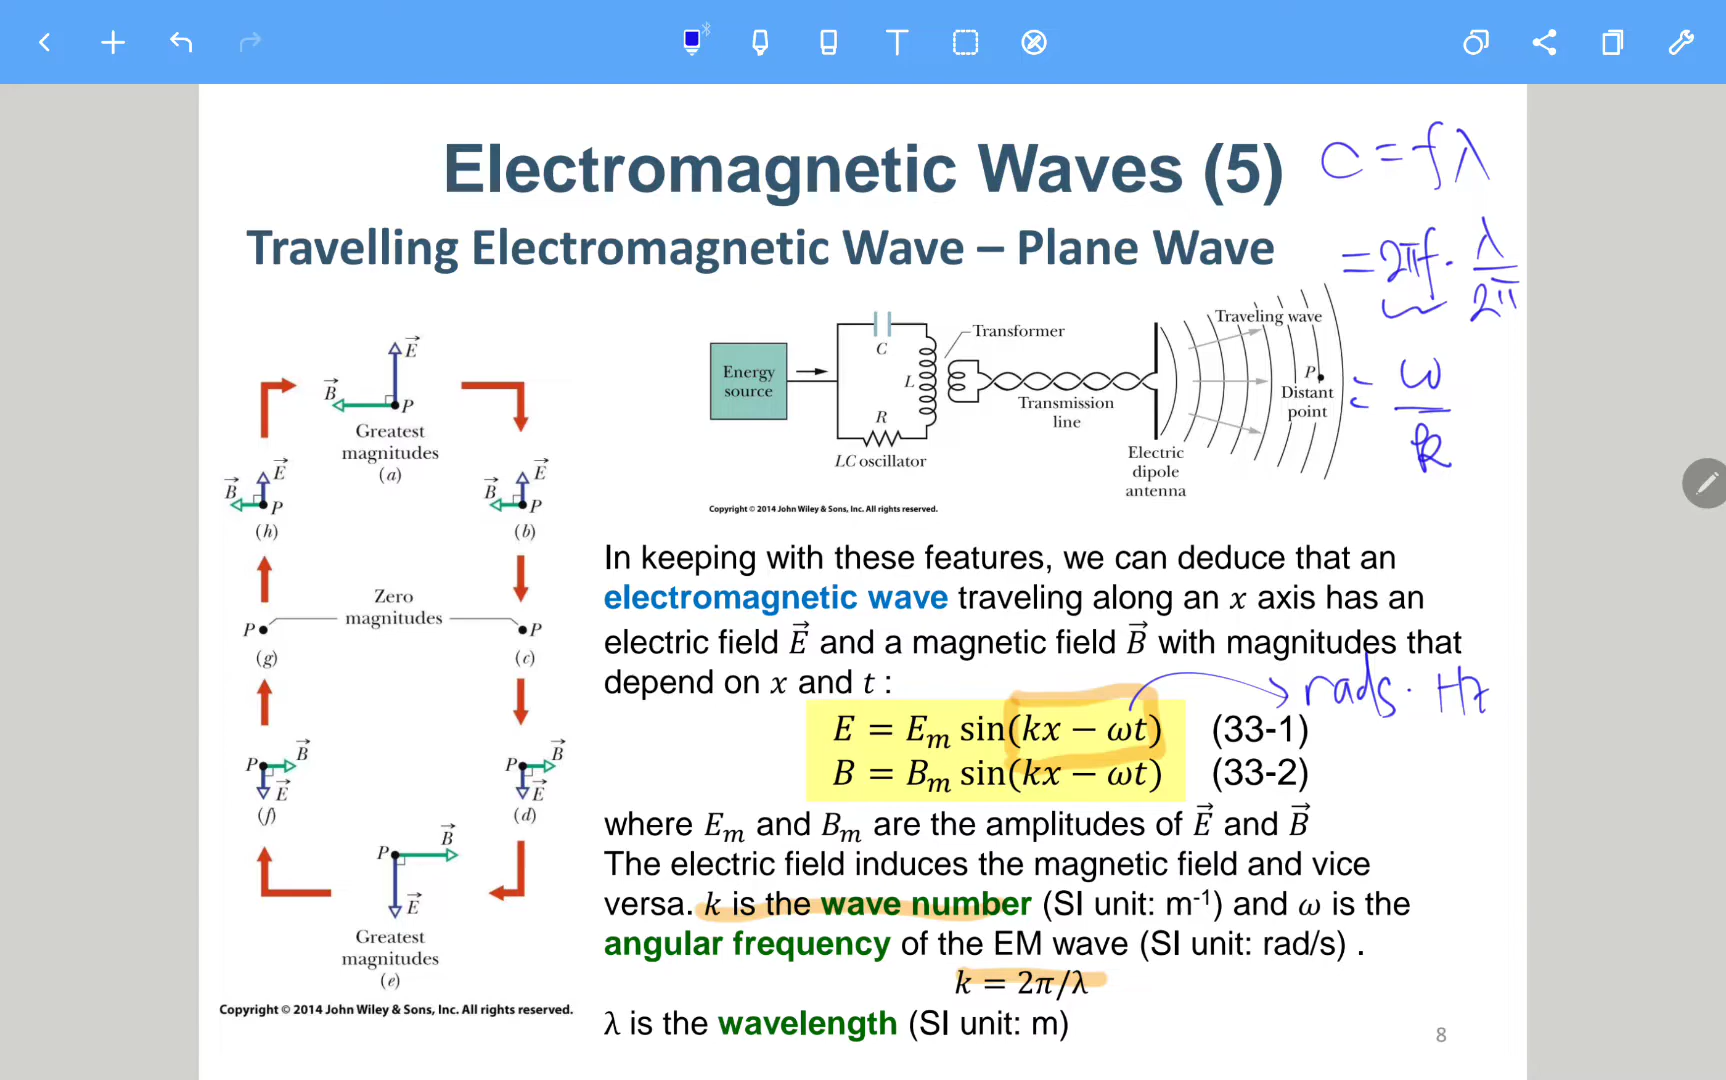 Electromagnetic Waves (5)
c = fλ
Travelling Electromagnetic Wave – Plane Wave
= 2πf · λ/2π
= ω/k
E
B
P
Greatest
magnitudes
(a)
B
E
P
(h)
B
E
P
(b)
Zero
magnitudes
P
(g)
P
(c)
P
B
E
(f)
P
B
E
(d)
P
B
E
Greatest
magnitudes
(e)
Copyright © 2014 John Wiley & Sons, Inc. All rights reserved.
Energy
source
C
L
R
LC oscillator
Transformer
Transmission
line
Electric
dipole
antenna
Traveling wave
P
Distant
point
Copyright © 2014 John Wiley & Sons, Inc. All rights reserved.
In keeping with these features, we can deduce that an
electromagnetic wave traveling along an x axis has an
electric field E⃗ and a magnetic field B⃗ with magnitudes that
depend on x and t :
rads. Hz
E = Eₘ sin(kx − ωt) (33-1)
B = Bₘ sin(kx − ωt) (33-2)
where Eₘ and Bₘ are the amplitudes of E⃗ and B⃗
The electric field induces the magnetic field and vice
versa. k is the wave number (SI unit: m⁻¹) and ω is the
angular frequency of the EM wave (SI unit: rad/s) .
k = 2π/λ
λ is the wavelength (SI unit: m)
8